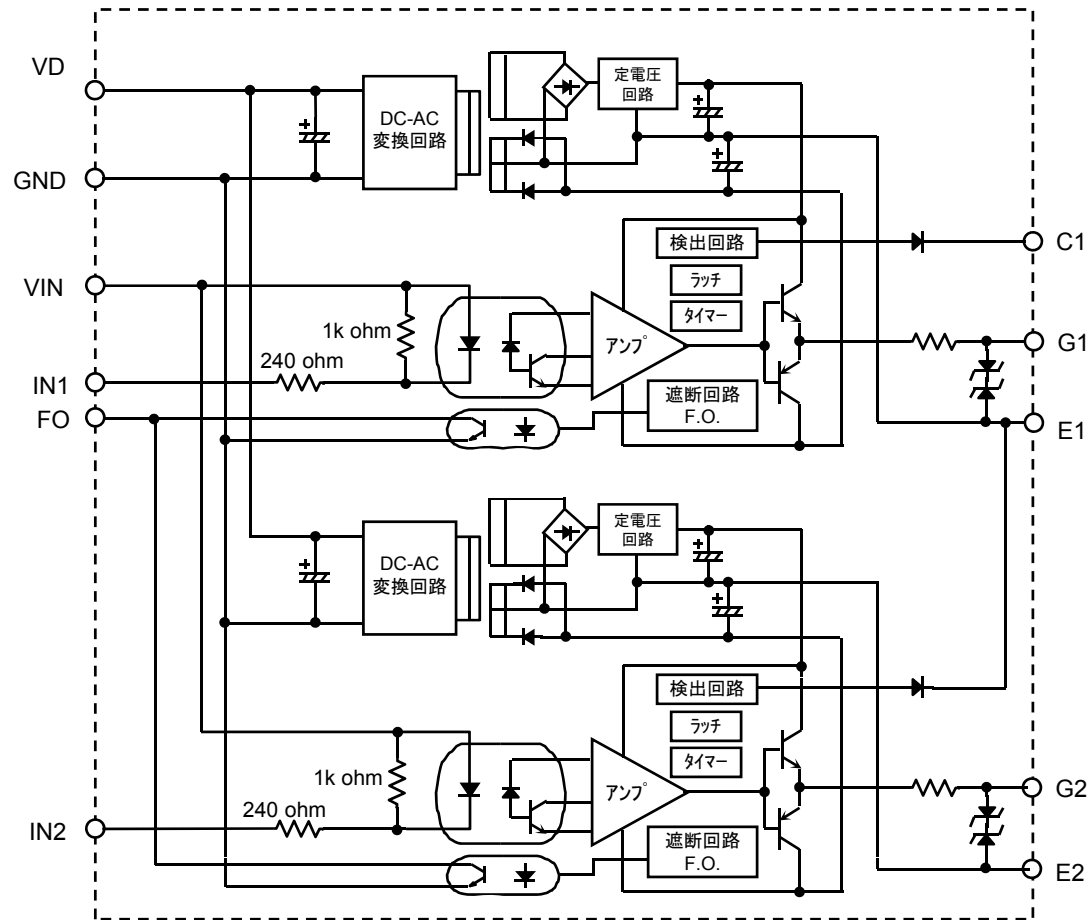 VD
GND
VIN
IN1
FO
IN2
DC-AC
変換回路
定電圧
回路
検出回路
ラッチ
タイマー
アンプ
遮断回路
F.O.
1k ohm
240 ohm
C1
G1
E1
DC-AC
変換回路
定電圧
回路
検出回路
ラッチ
タイマー
アンプ
遮断回路
F.O.
1k ohm
240 ohm
G2
E2
+
+
+
+
+
+